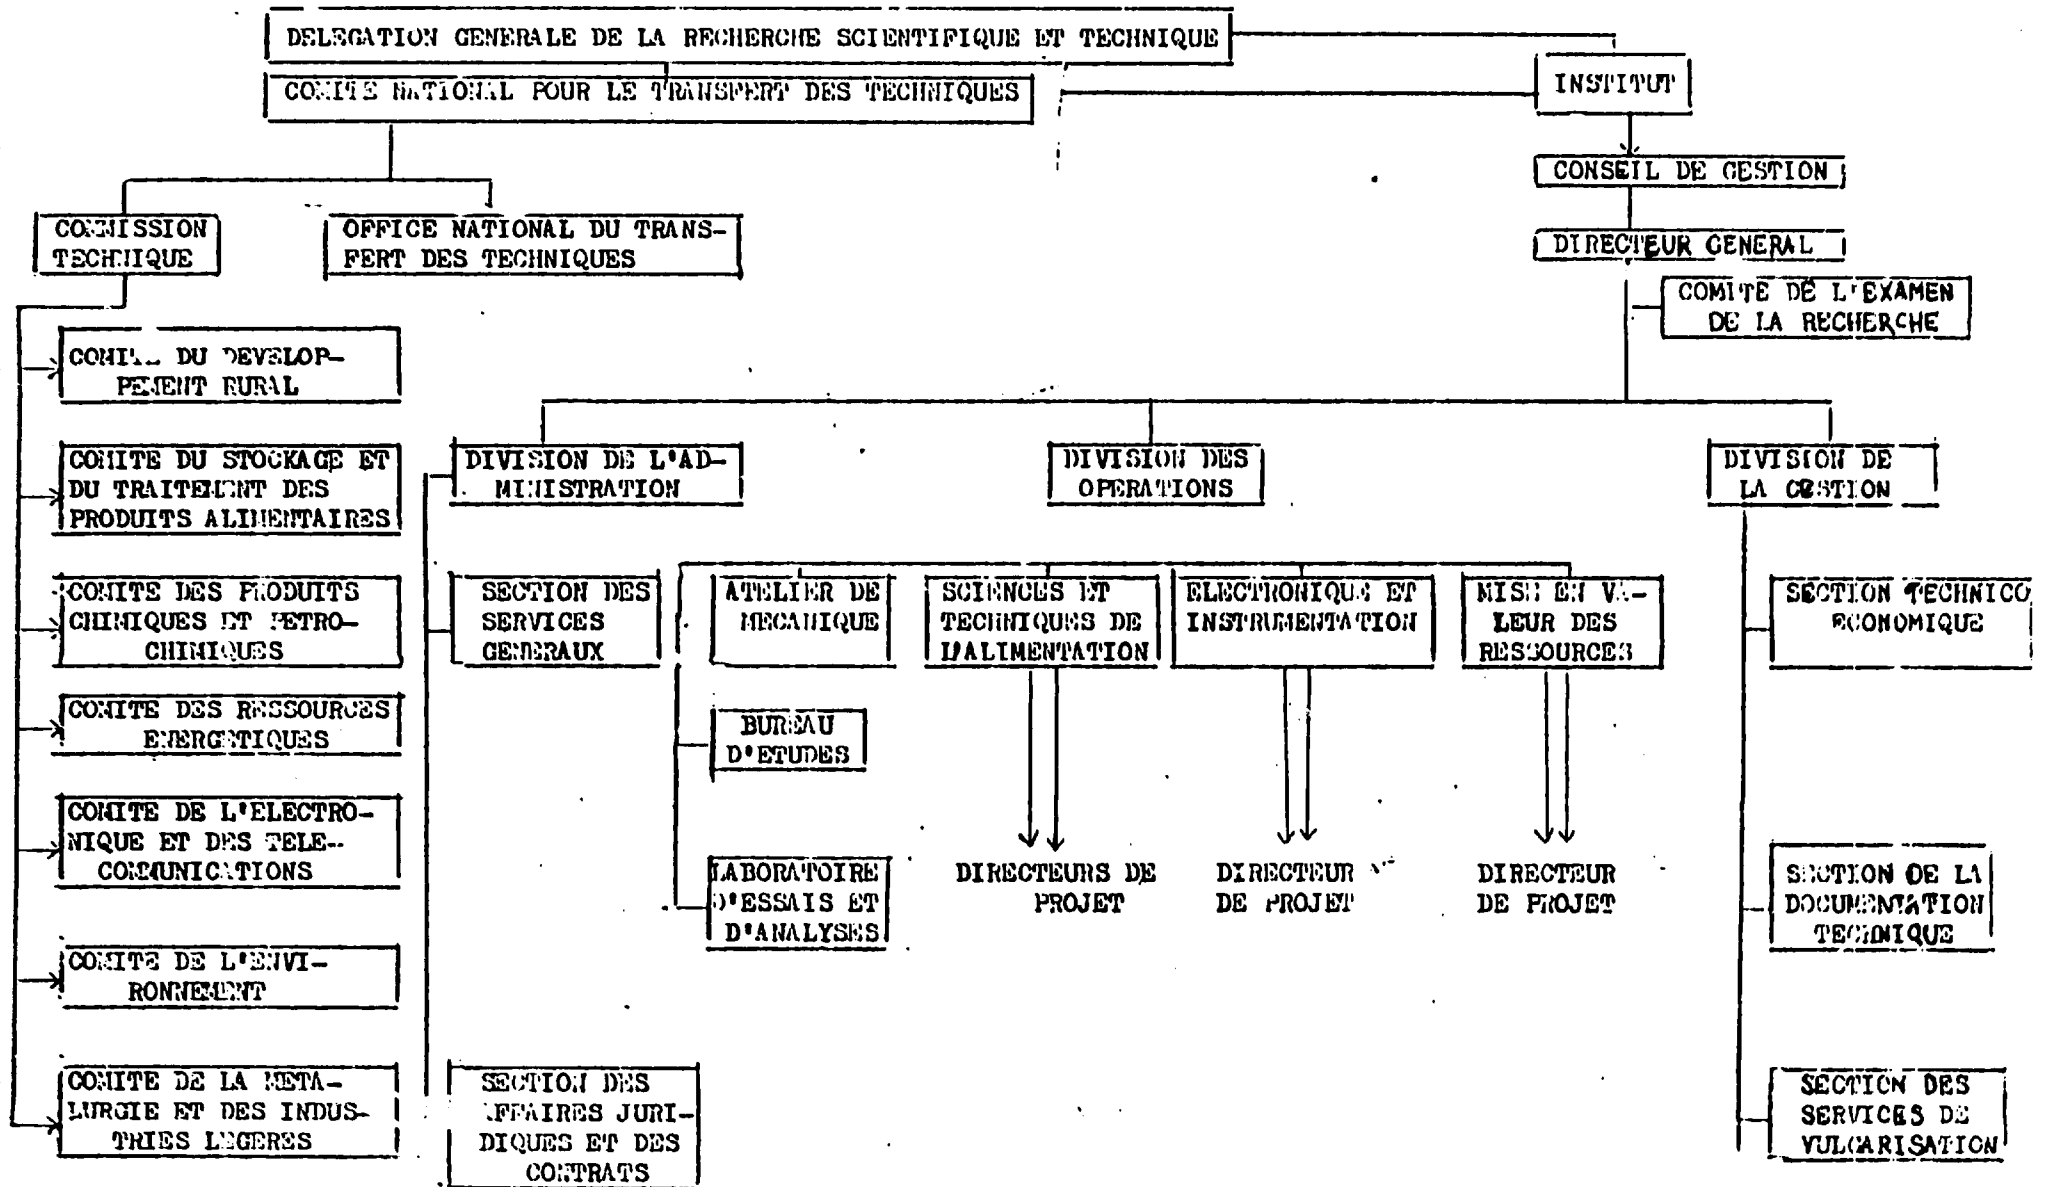 DELEGATION GENERALE DE LA RECHERCHE SCIENTIFIQUE ET TECHNIQUE
COMITE NATIONAL POUR LE TRANSFERT DES TECHNIQUES
INSTITUT
CONSEIL DE GESTION
DIRECTEUR GENERAL
COMITE DE L'EXAMEN
DE LA RECHERCHE
COMMISSION
TECHNIQUE
OFFICE NATIONAL DU TRANS-
FERT DES TECHNIQUES
COMITE DU DEVELOP-
PEMENT RURAL
COMITE DU STOCKAGE ET
DU TRAITEMENT DES
PRODUITS ALIMENTAIRES
COMITE DES PRODUITS
CHIMIQUES ET PETRO-
CHIMIQUES
COMITE DES RESSOURCES
ENERGETIQUES
COMITE DE L'ELECTRO-
NIQUE ET DES TELE-
COMMUNICATIONS
COMITE DE L'ENVI-
RONNEMENT
COMITE DE LA META-
LURGIE ET DES INDUS-
TRIES LEGERES
DIVISION DE L'AD-
MINISTRATION
SECTION DES
SERVICES
GENERAUX
SECTION DES
AFFAIRES JURI-
DIQUES ET DES
CONTRATS
DIVISION DES
OPERATIONS
ATELIER DE
MECANIQUE
BUREAU
D'ETUDES
LABORATOIRE
D'ESSAIS ET
D'ANALYSES
SCIENCES ET
TECHNIQUES DE
L'ALIMENTATION
DIRECTEURS DE
PROJET
ELECTRONIQUE ET
INSTRUMENTATION
DIRECTEUR
DE PROJET
MISE EN VA-
LEUR DES
RESSOURCES
DIRECTEUR
DE PROJET
DIVISION DE
LA GESTION
SECTION TECHNICO
ECONOMIQUE
SECTION DE LA
DOCUMENTATION
TECHNIQUE
SECTION DES
SERVICES DE
VULGARISATION